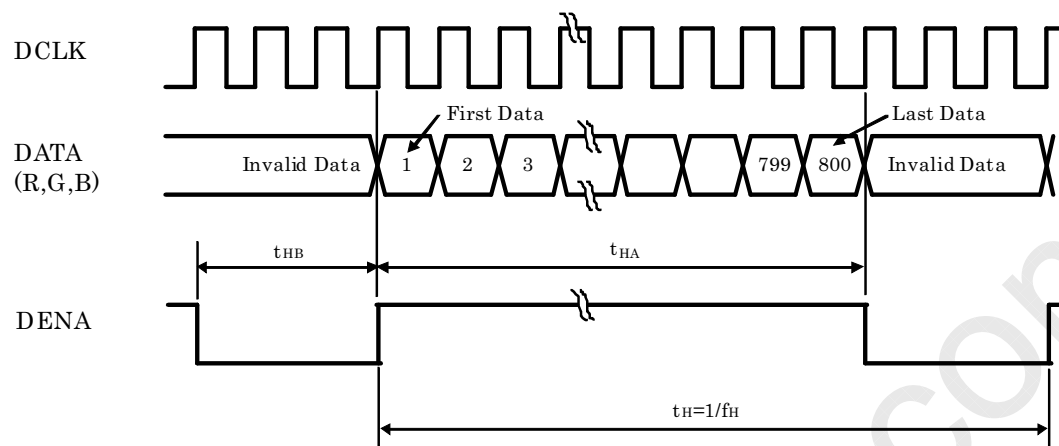 DCLK
First Data
Last Data
DATA
(R,G,B)
Invalid Data
1
2
3
799
800
Invalid Data
tHB
tHA
DENA
tH=1/fH